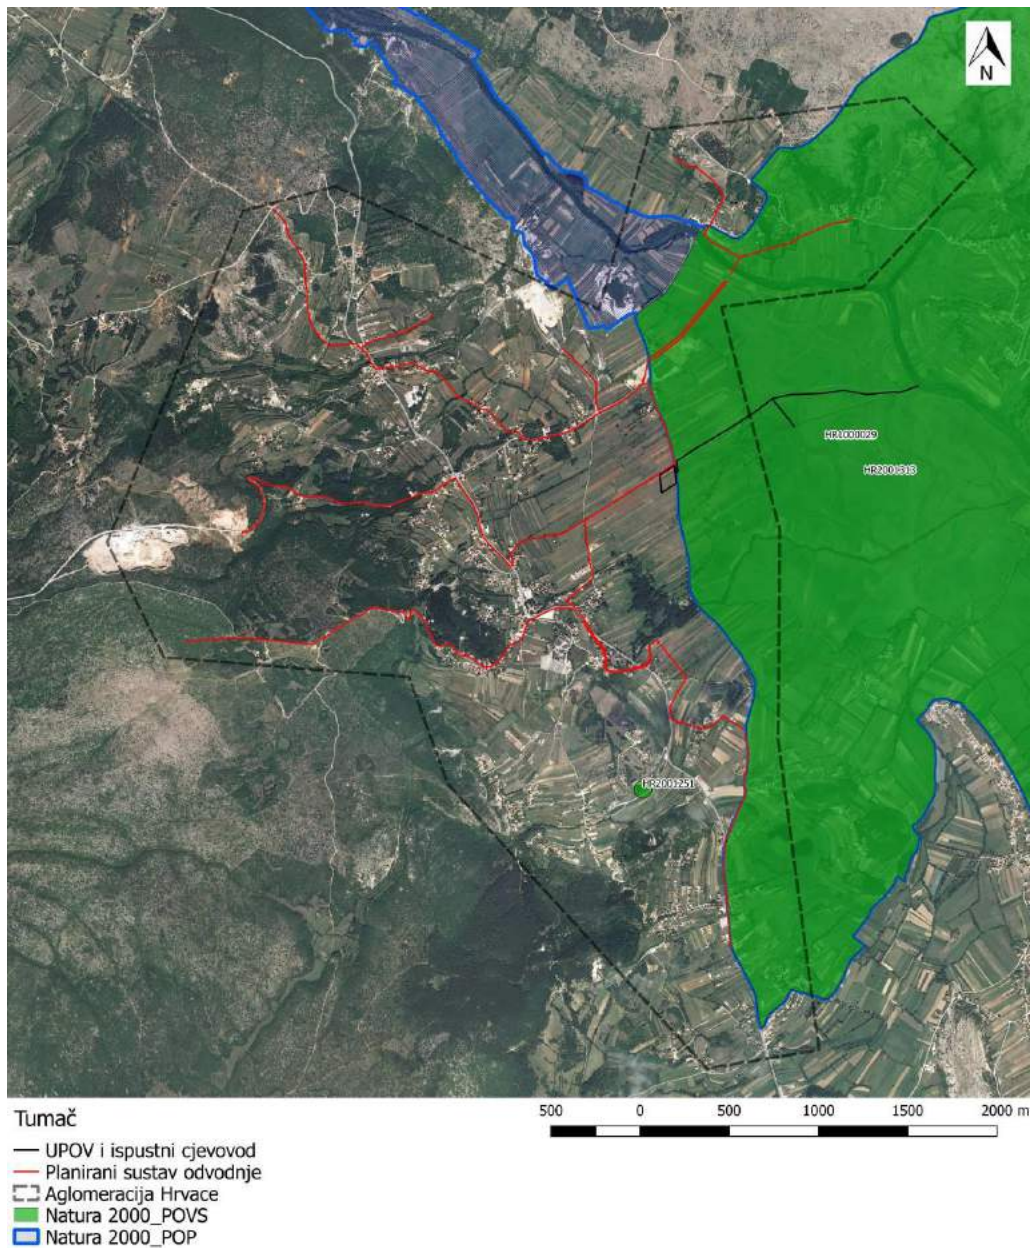 N
HR1000029
HR2001313
HR2001251
Tumač
500 0 500 1000 1500 2000 m
UPOV i ispustni cjevovod
Planirani sustav odvodnje
Aglomeracija Hrvace
Natura 2000_POVS
Natura 2000_POP